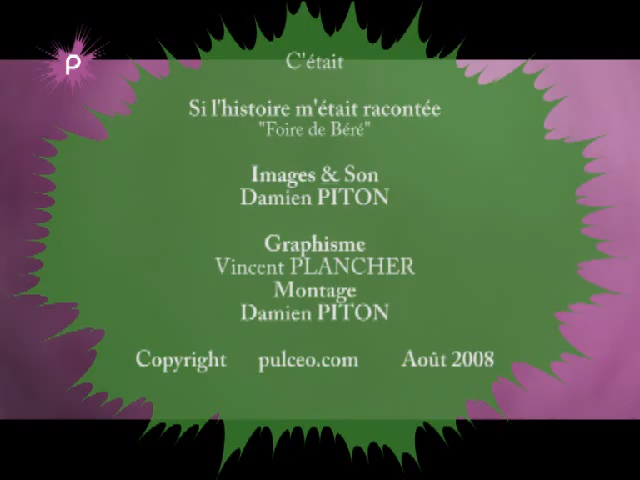 P
C'était
Si l'histoire m'était racontée
"Foire de Béré"
Images & Son
Damien PITON
Graphisme
Vincent PLANCHER
Montage
Damien PITON
Copyright pulceo.com Août 2008